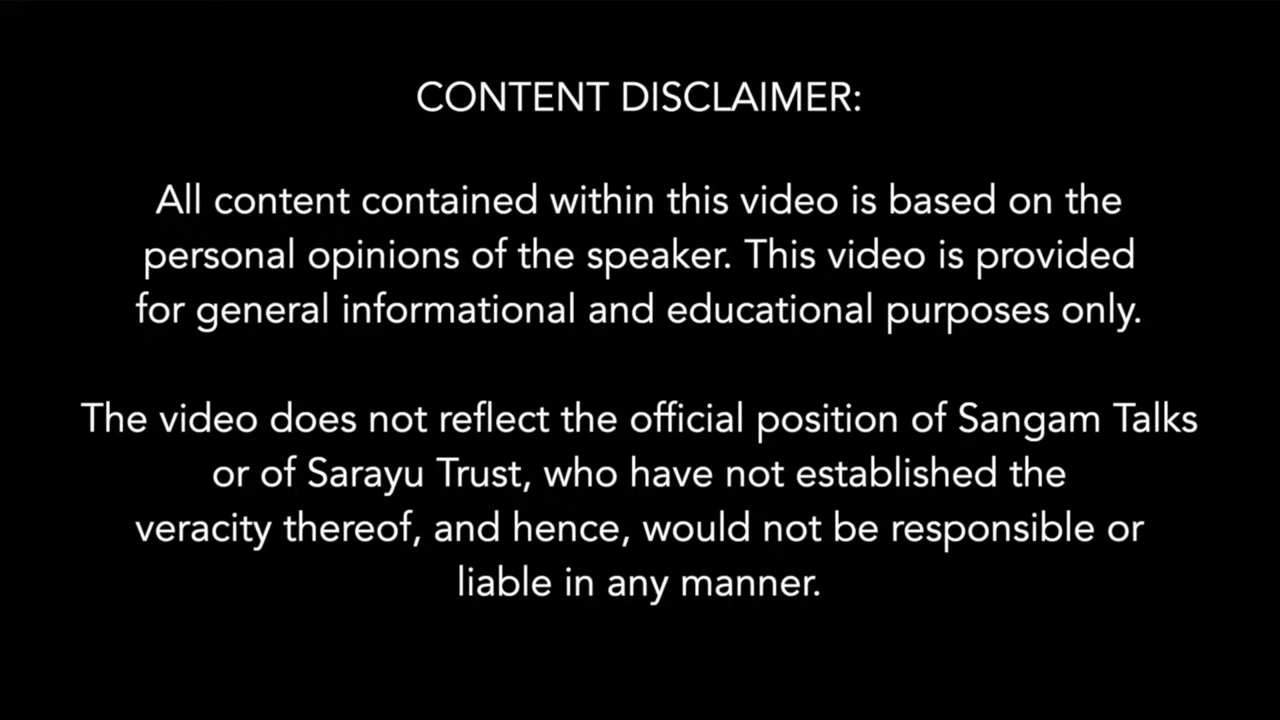 CONTENT DISCLAIMER:
All content contained within this video is based on the
personal opinions of the speaker. This video is provided
for general informational and educational purposes only.
The video does not reflect the official position of Sangam Talks
or of Sarayu Trust, who have not established the
veracity thereof, and hence, would not be responsible or
liable in any manner.